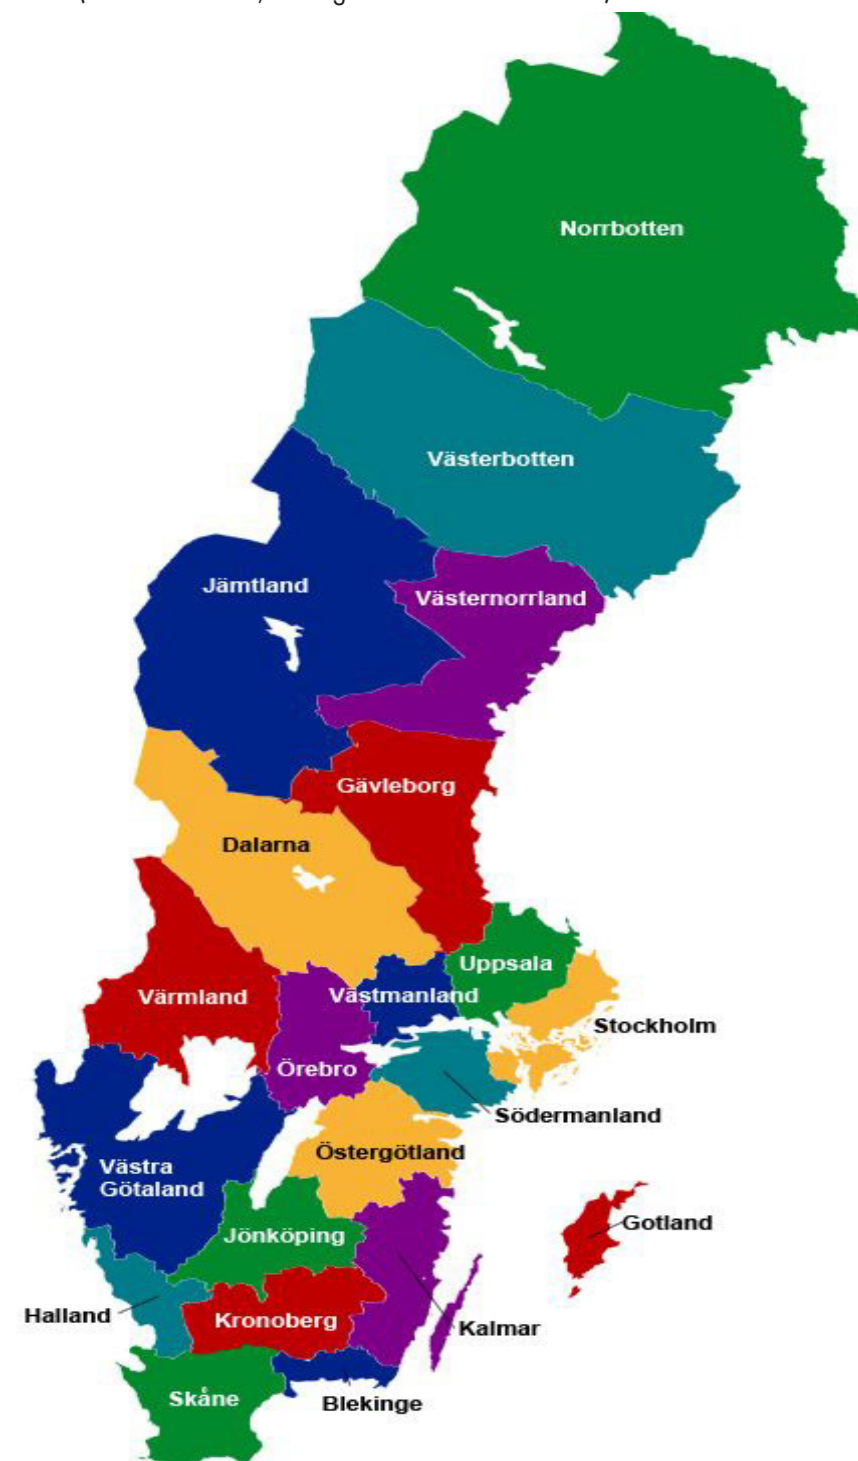 Norrbotten
Västerbotten
Jämtland
Västernorrland
Gävleborg
Dalarna
Uppsala
Värmland
Västmanland
Stockholm
Örebro
Södermanland
Östergötland
Västra
Götaland
Gotland
Jönköping
Halland
Kronoberg
Kalmar
Skåne
Blekinge